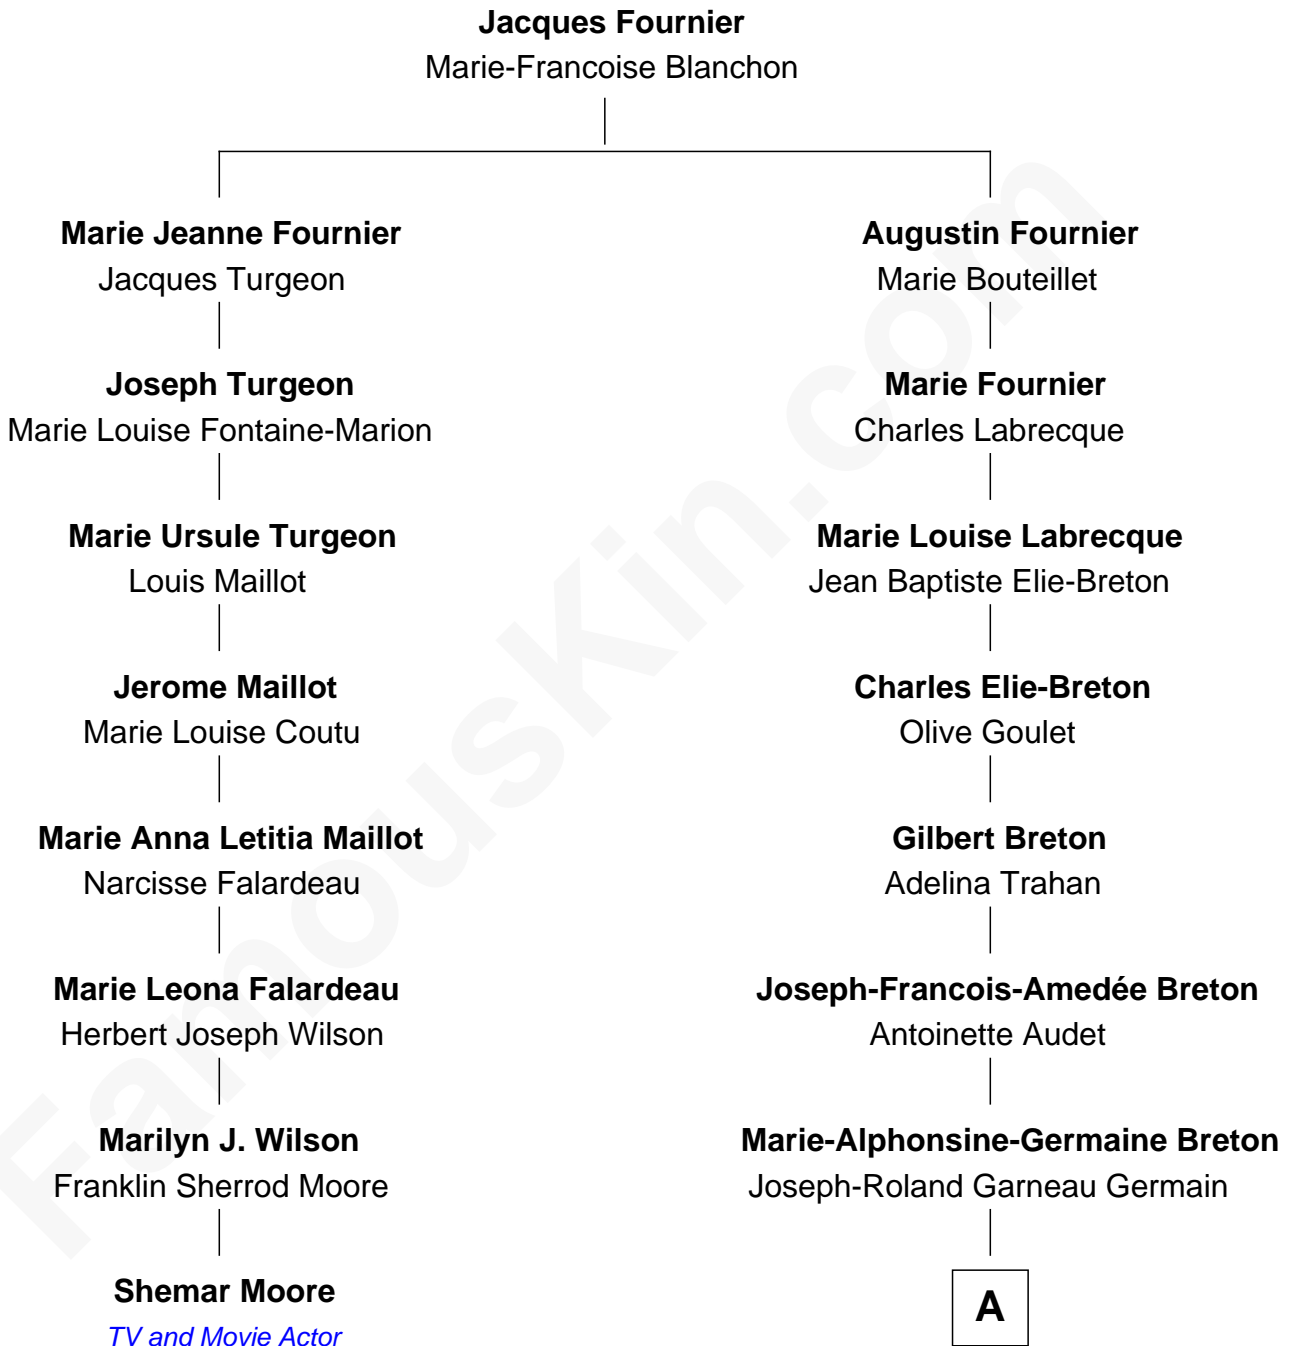 Jacques Fournier
Marie-Francoise Blanchon
Marie Jeanne Fournier
Jacques Turgeon
Joseph Turgeon
Marie Louise Fontaine-Marion
Marie Ursule Turgeon
Louis Maillot
Jerome Maillot
Marie Louise Coutu
Marie Anna Letitia Maillot
Narcisse Falardeau
Marie Leona Falardeau
Herbert Joseph Wilson
Marilyn J. Wilson
Franklin Sherrod Moore
Shemar Moore
TV and Movie Actor
Augustin Fournier
Marie Bouteillet
Marie Fournier
Charles Labrecque
Marie Louise Labrecque
Jean Baptiste Elie-Breton
Charles Elie-Breton
Olive Goulet
Gilbert Breton
Adelina Trahan
Joseph-Francois-Amedée Breton
Antoinette Audet
Marie-Alphonsine-Germaine Breton
Joseph-Roland Garneau Germain
A
FamousKin.com